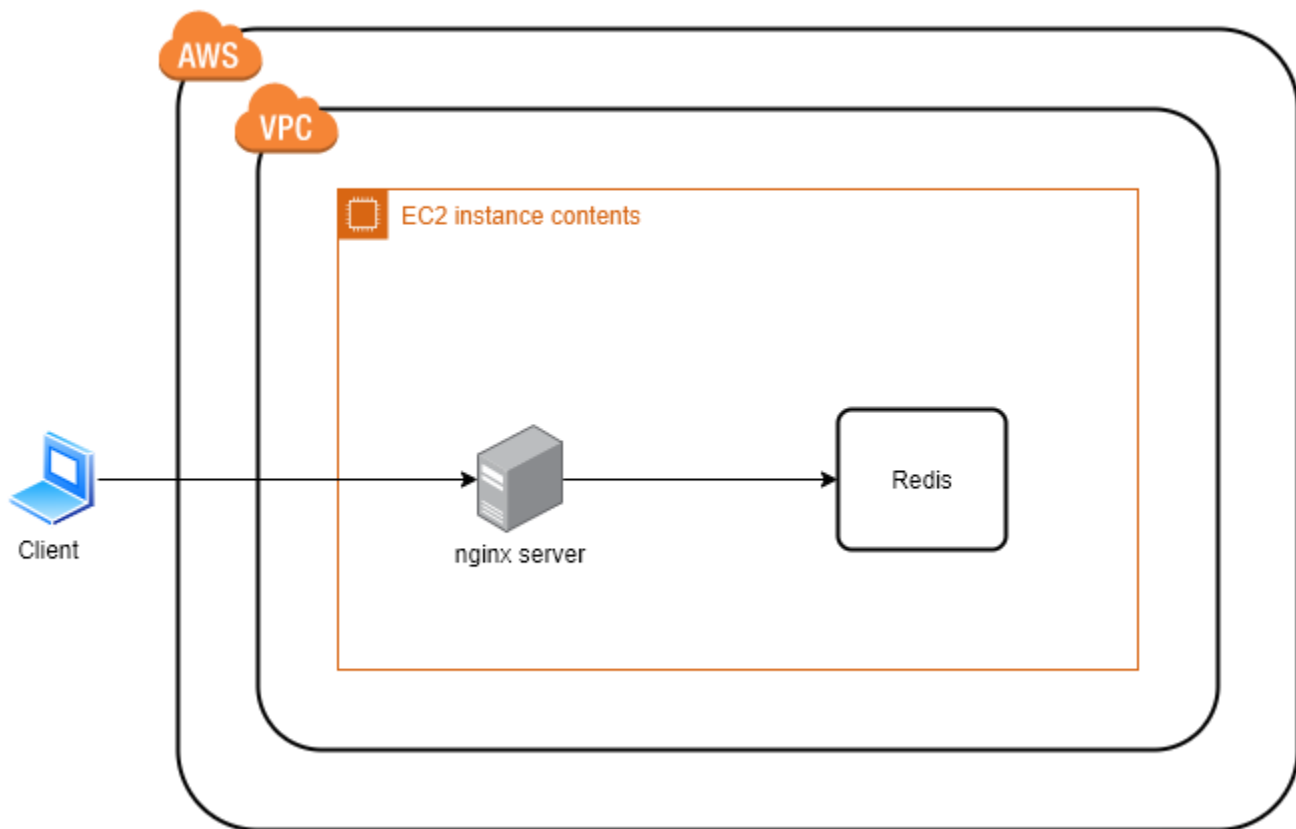 AWS
VPC
EC2 instance contents
Client
nginx server
Redis